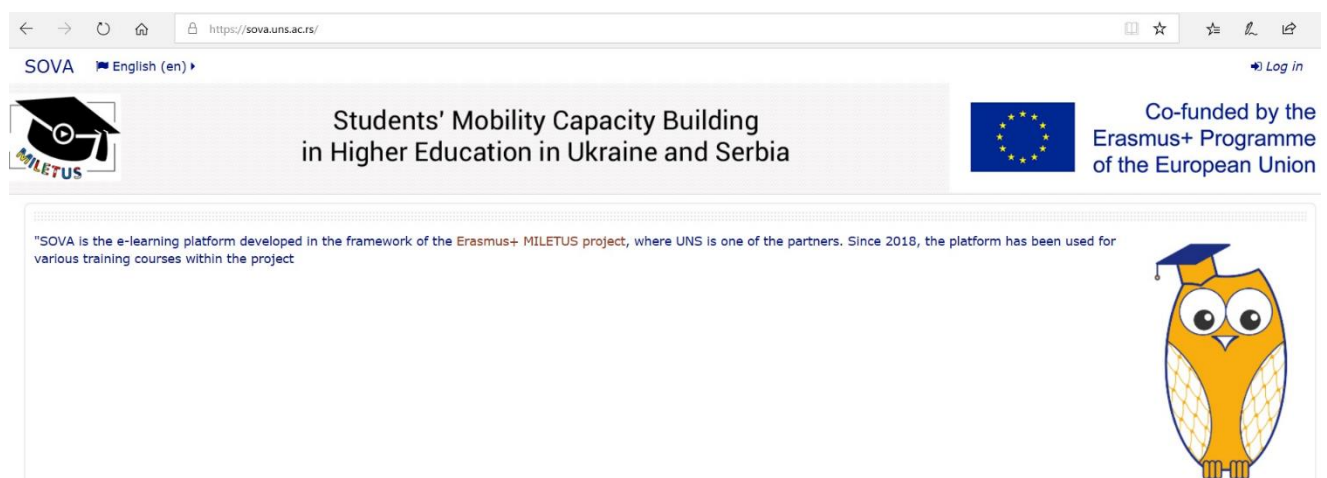 https://sova.uns.ac.rs/
SOVA English (en)
Log in
MILETUS
Students' Mobility Capacity Building
in Higher Education in Ukraine and Serbia
Co-funded by the
Erasmus+ Programme
of the European Union
"SOVA is the e-learning platform developed in the framework of the Erasmus+ MILETUS project, where UNS is one of the partners. Since 2018, the platform has been used for
various training courses within the project